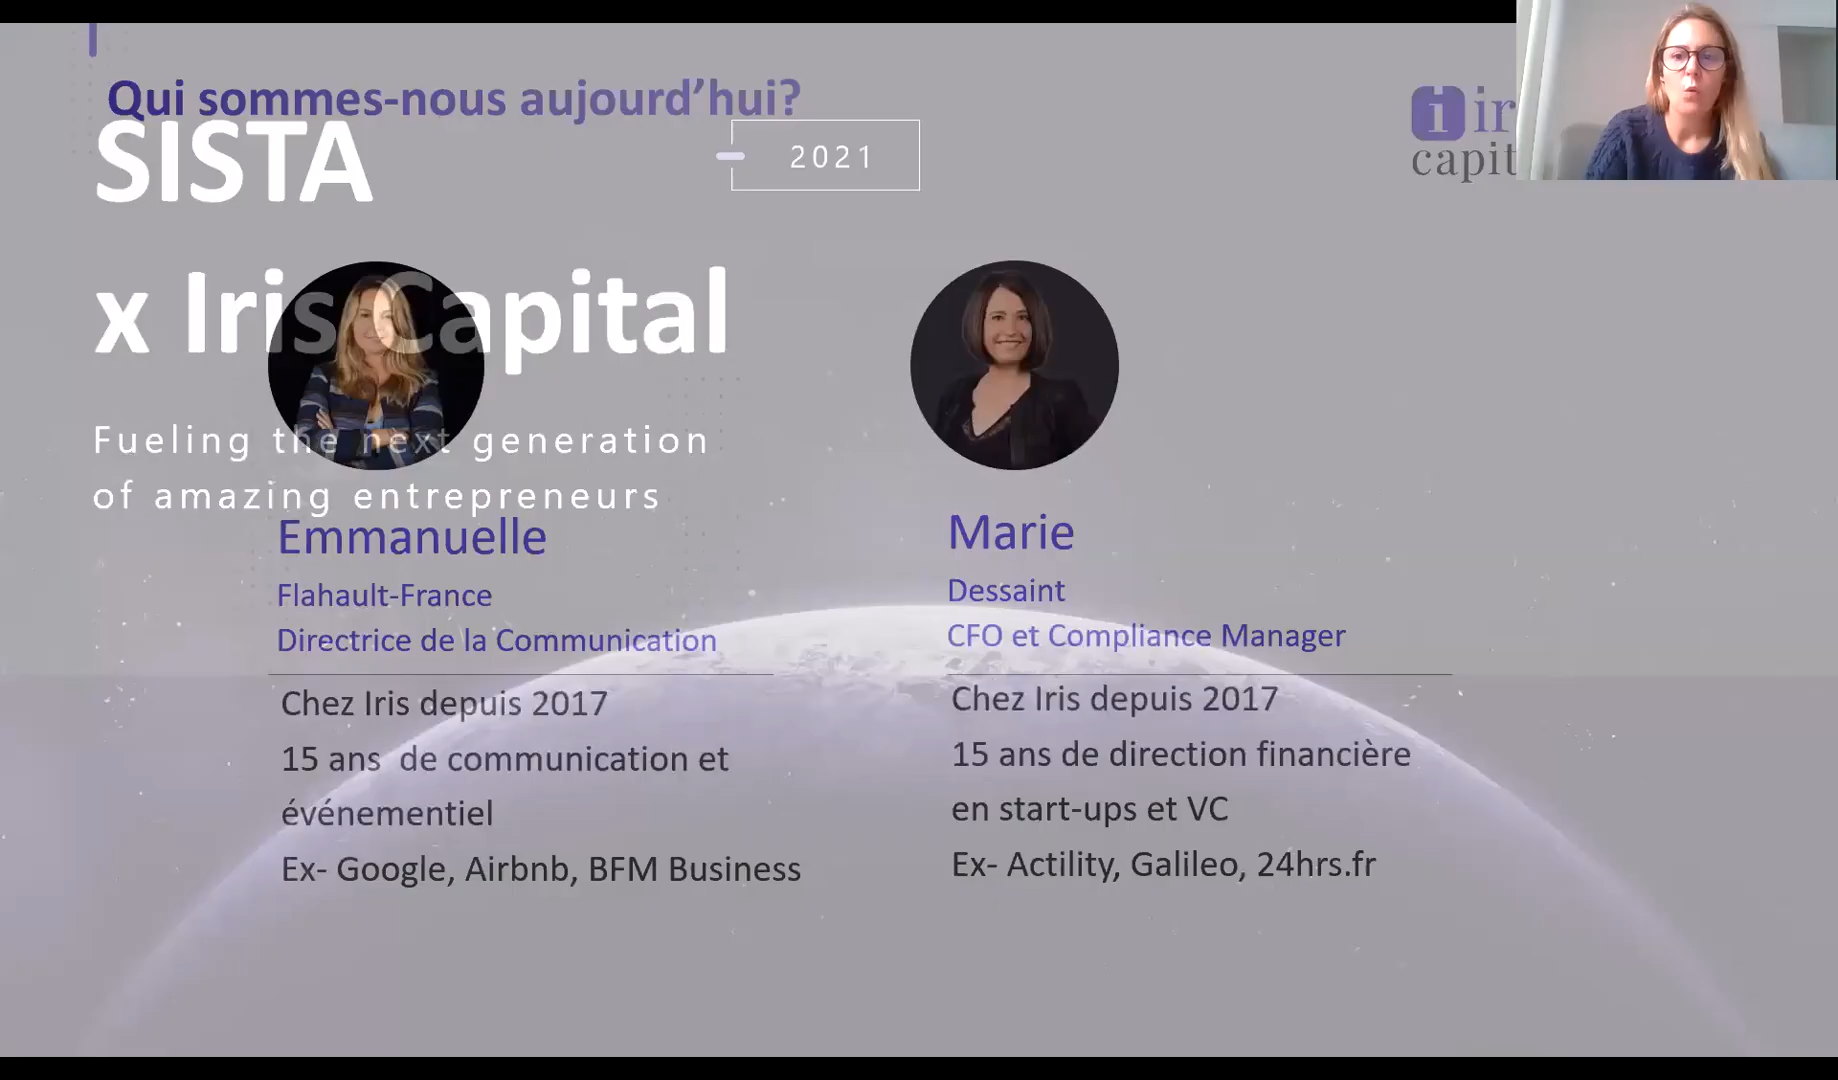 Qui sommes-nous aujourd'hui?
SISTA
2021
x Iris Capital
Fueling the next generation
of amazing entrepreneurs
Emmanuelle
Flahault-France
Directrice de la Communication
Chez Iris depuis 2017
15 ans de communication et
événementiel
Ex- Google, Airbnb, BFM Business
Marie
Dessaint
CFO et Compliance Manager
Chez Iris depuis 2017
15 ans de direction financière
en start-ups et VC
Ex- Actility, Galileo, 24hrs.fr